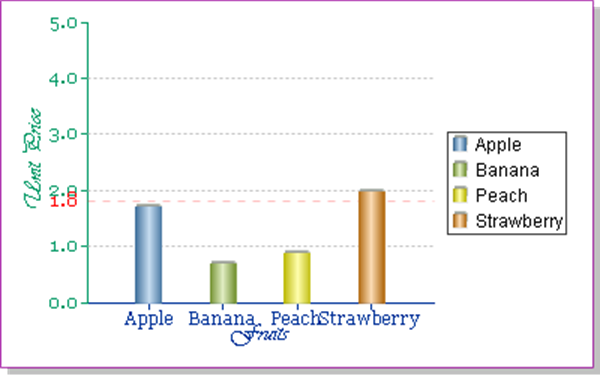 5.0
4.0
3.0
2.0
1.8
1.0
0.0
Unit Price
Apple Banana Peach Strawberry
Fruits
Apple
Banana
Peach
Strawberry